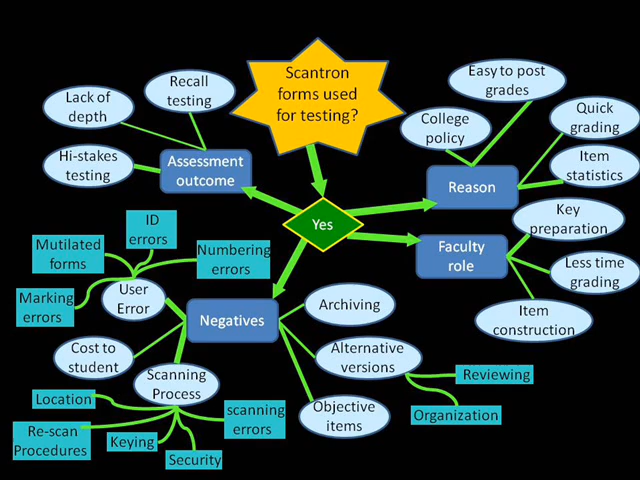 Scantron
forms used
for testing?
Yes
Assessment
outcome
Recall
testing
Lack of
depth
Hi-stakes
testing
Reason
College
policy
Easy to post
grades
Quick
grading
Item
statistics
Faculty
role
Key
preparation
Less time
grading
Item
construction
Negatives
User
Error
ID
errors
Mutilated
forms
Numbering
errors
Marking
errors
Cost to
student
Scanning
Process
Location
Re-scan
Procedures
Keying
Security
scanning
errors
Archiving
Alternative
versions
Reviewing
Organization
Objective
items